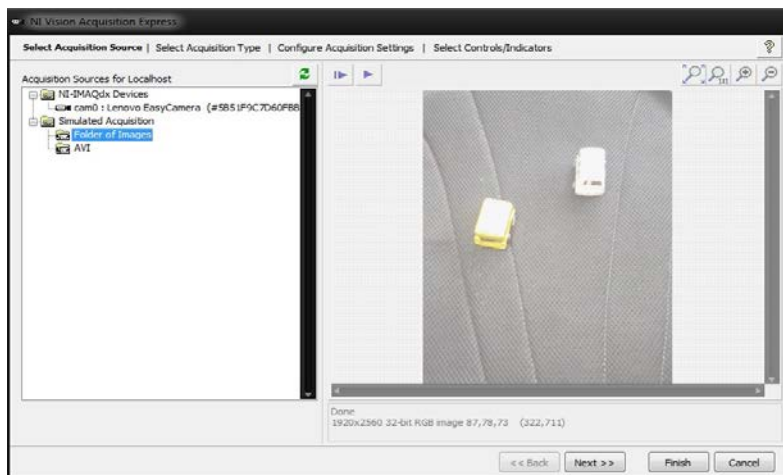 NI Vision Acquisition Express
Select Acquisition Source | Select Acquisition Type | Configure Acquisition Settings | Select Controls/Indicators
Acquisition Sources for Localhost
NI-IMAQdx Devices
cam0 : Lenovo EasyCamera (#5B51F9C7D60FBB
Simulated Acquisition
Folder of Images
AVI
Done
1920x2560 32-bit RGB image 87,78,73 (322,711)
<< Back Next >> Finish Cancel